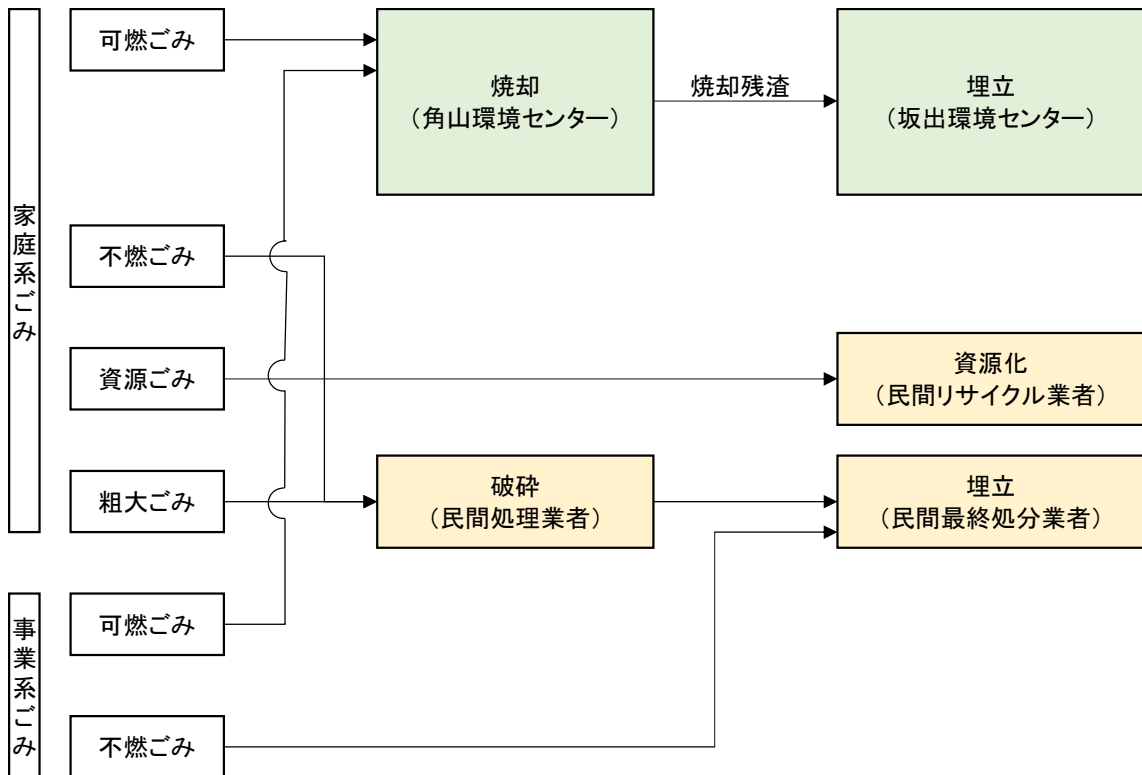 家庭系ごみ
可燃ごみ
焼却
（角山環境センター）
焼却残渣
埋立
（坂出環境センター）
不燃ごみ
資源ごみ
資源化
（民間リサイクル業者）
粗大ごみ
破砕
（民間処理業者）
埋立
（民間最終処分業者）
事業系ごみ
可燃ごみ
不燃ごみ